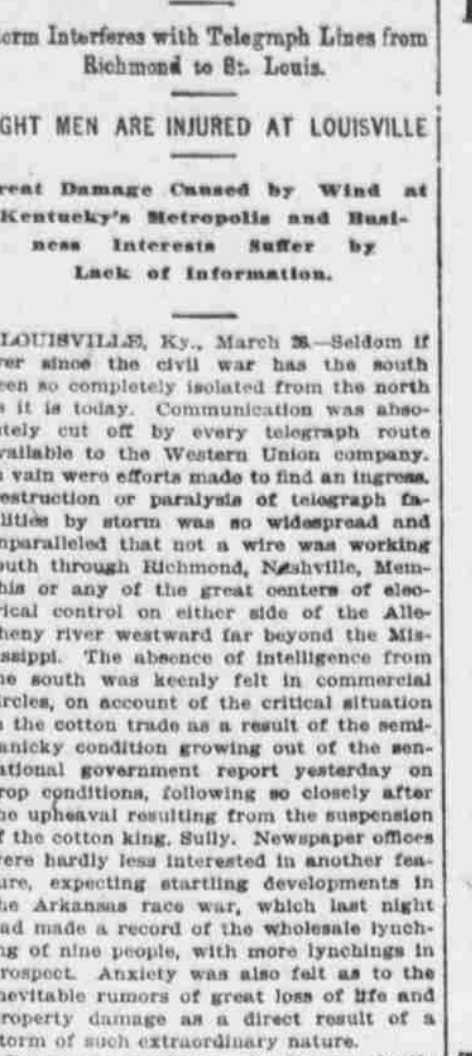 orm Interferes with Telegraph Lines from
Richmond to St. Louis.
GHT MEN ARE INJURED AT LOUISVILLE
reat Damage Caused by Wind at
Kentucky's Metropolis and Busi-
ness Interests Suffer by
Lack of Information.
LOUISVILLE, Ky., March 26.—Seldom if
ver since the civil war has the south
een so completely isolated from the north
s it is today. Communication was abso-
utely cut off by every telegraph route
vailable to the Western Union company.
n vain were efforts made to find an ingress.
estruction or paralysis of telegraph fa-
ilities by storm was so widespread and
nparalleled that not a wire was working
outh through Richmond, Nashville, Mem-
his or any of the great centers of elec-
rical control on either side of the Alle-
heny river westward far beyond the Mis-
issippi. The absence of intelligence from
he south was keenly felt in commercial
ircles, on account of the critical situation
n the cotton trade as a result of the semi-
anicky condition growing out of the sen-
ational government report yesterday on
rop conditions, following so closely after
he upheaval resulting from the suspension
f the cotton king, Sully. Newspaper offices
ere hardly less interested in another fea-
ure, expecting startling developments in
he Arkansas race war, which last night
ad made a record of the wholesale lynch-
ng of nine people, with more lynchings in
rospect. Anxiety was also felt as to the
nevitable rumors of great loss of life and
roperty damage as a direct result of a
torm of such extraordinary nature.